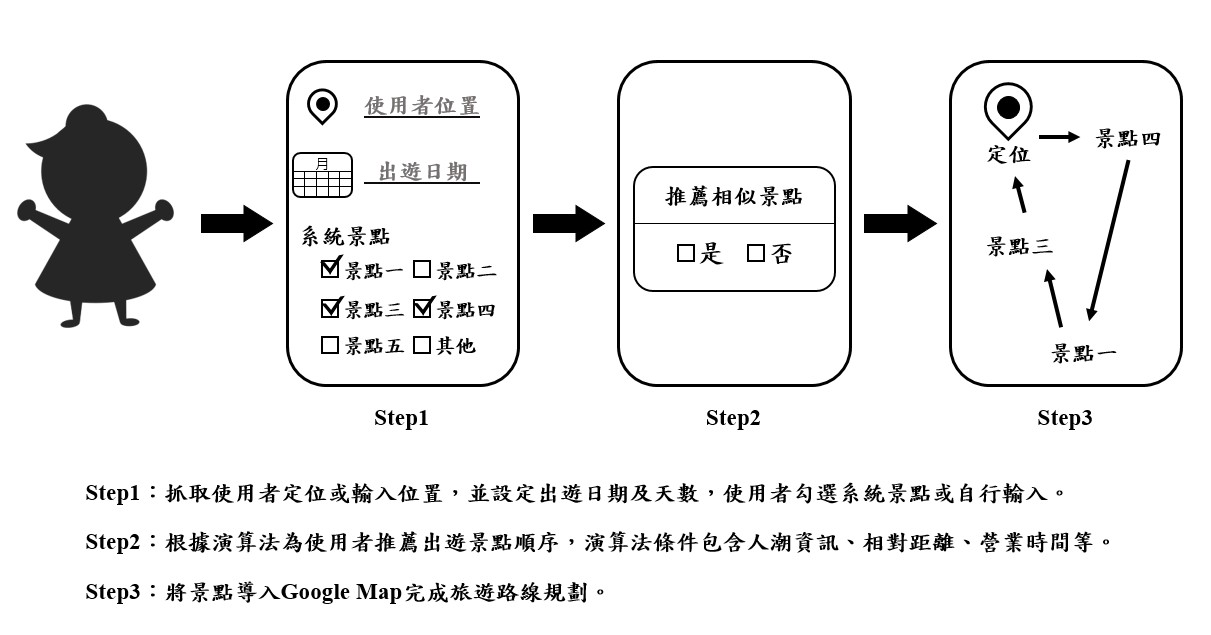 使用者位置
月
出遊日期
系統景點
景點一 景點二
景點三 景點四
景點五 其他
Step1
推薦相似景點
是 否
Step2
定位
景點四
景點三
景點一
Step3
Step1：抓取使用者定位或輸入位置，並設定出遊日期及天數，使用者勾選系統景點或自行輸入。
Step2：根據演算法為使用者推薦出遊景點順序，演算法條件包含人潮資訊、相對距離、營業時間等。
Step3：將景點導入Google Map完成旅遊路線規劃。